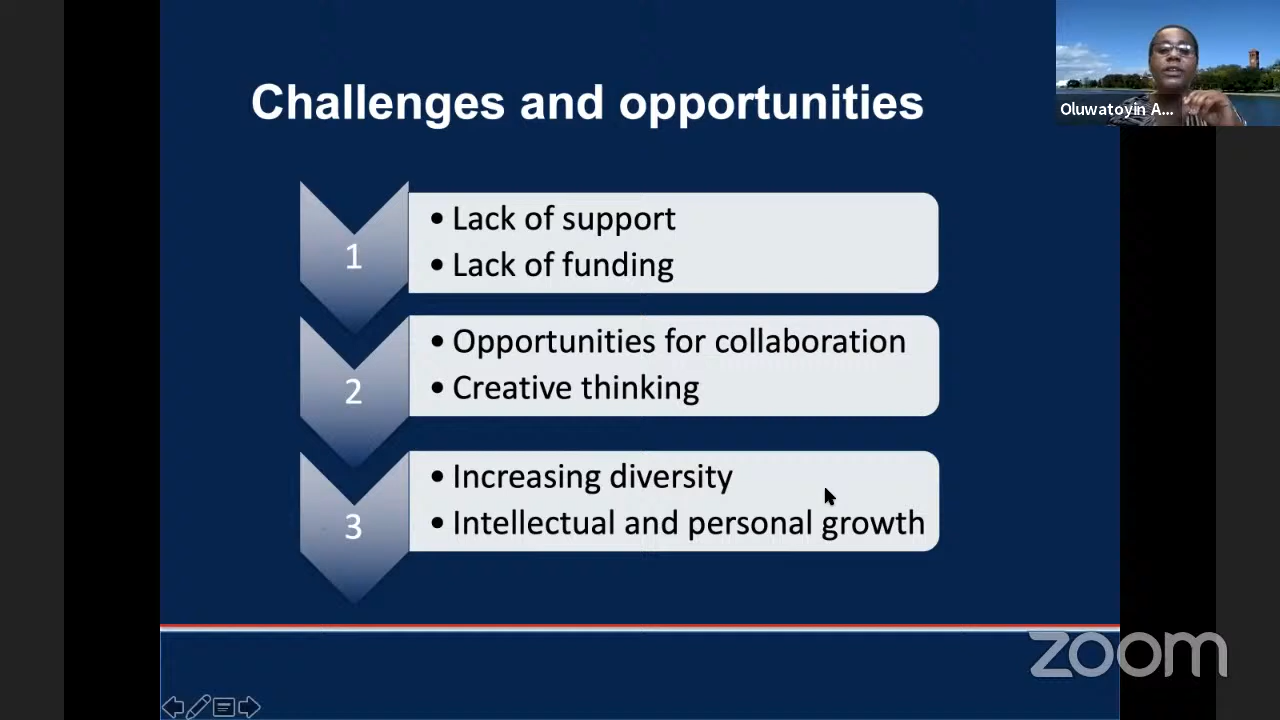 Challenges and opportunities
Oluwatoyin A...
1
• Lack of support
• Lack of funding
2
• Opportunities for collaboration
• Creative thinking
3
• Increasing diversity
• Intellectual and personal growth
zoom